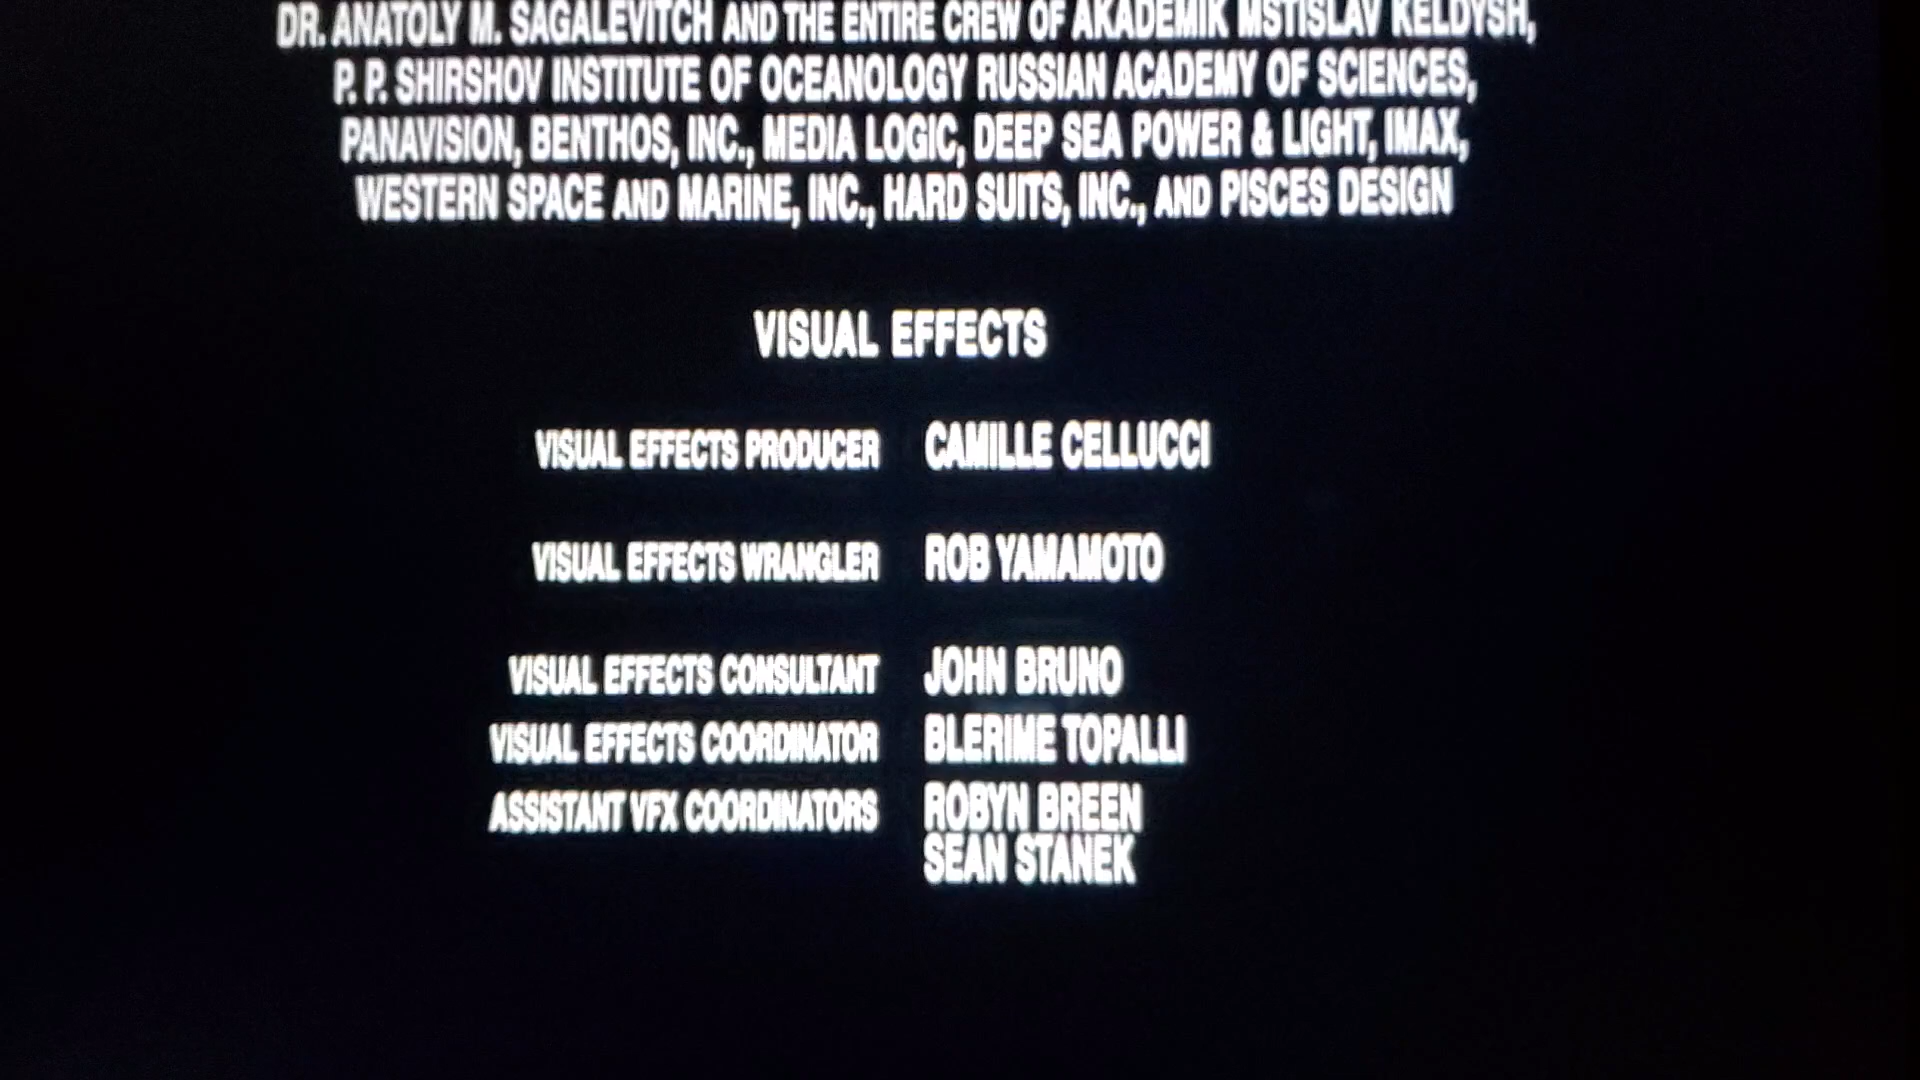 DR. ANATOLY M. SAGALEVITCH AND THE ENTIRE CREW OF AKADEMIK MSTISLAV KELDYSH,
P. P. SHIRSHOV INSTITUTE OF OCEANOLOGY RUSSIAN ACADEMY OF SCIENCES,
PANAVISION, BENTHOS, INC., MEDIA LOGIC, DEEP SEA POWER & LIGHT, IMAX,
WESTERN SPACE AND MARINE, INC., HARD SUITS, INC., AND PISCES DESIGN
VISUAL EFFECTS
VISUAL EFFECTS PRODUCER CAMILLE CELLUCCI
VISUAL EFFECTS WRANGLER ROB YAMAMOTO
VISUAL EFFECTS CONSULTANT JOHN BRUNO
VISUAL EFFECTS COORDINATOR BLERIME TOPALLI
ASSISTANT VFX COORDINATORS ROBYN BREEN
SEAN STANEK